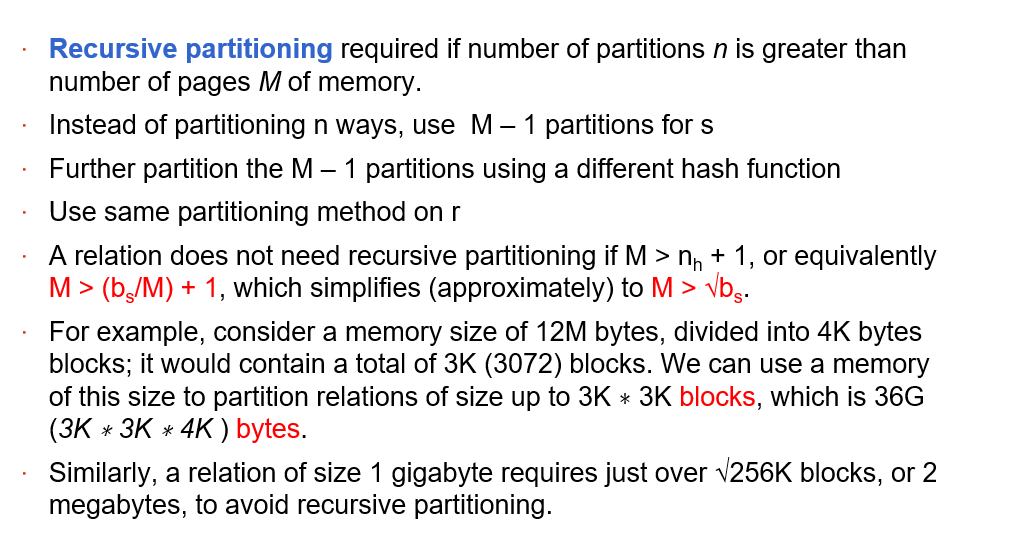 · Recursive partitioning required if number of partitions n is greater than
number of pages M of memory.
· Instead of partitioning n ways, use M – 1 partitions for s
· Further partition the M – 1 partitions using a different hash function
· Use same partitioning method on r
· A relation does not need recursive partitioning if M > nₕ + 1, or equivalently
M > (bₛ/M) + 1, which simplifies (approximately) to M > √bₛ.
· For example, consider a memory size of 12M bytes, divided into 4K bytes
blocks; it would contain a total of 3K (3072) blocks. We can use a memory
of this size to partition relations of size up to 3K ∗ 3K blocks, which is 36G
(3K ∗ 3K ∗ 4K ) bytes.
· Similarly, a relation of size 1 gigabyte requires just over √256K blocks, or 2
megabytes, to avoid recursive partitioning.